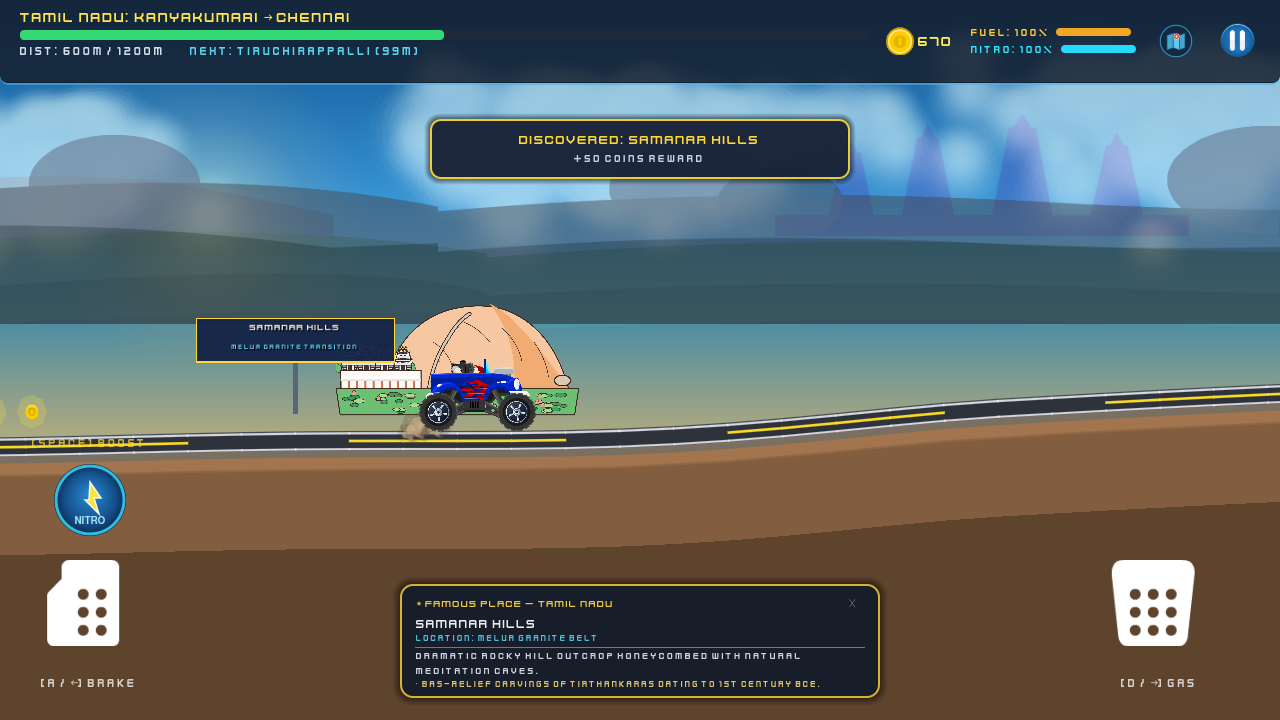 TAMIL NADU: KANYAKUMARI → CHENNAI
DIST: 600M / 1200M NEXT: TIRUCHIRAPPALLI (99M)
670
FUEL: 100%
NITRO: 100%
DISCOVERED: SAMANAR HILLS
+50 COINS REWARD
SAMANAR HILLS
MELUR GRANITE TRANSITION
[SPACE] BOOST
NITRO
[A / ←] BRAKE
★ FAMOUS PLACE — TAMIL NADU X
SAMANAR HILLS
LOCATION: MELUR GRANITE BELT
DRAMATIC ROCKY HILL OUTCROP HONEYCOMBED WITH NATURAL
MEDITATION CAVES.
· BAS-RELIEF CARVINGS OF TIRTHANKARAS DATING TO 1ST CENTURY BCE.
[D / →] GAS